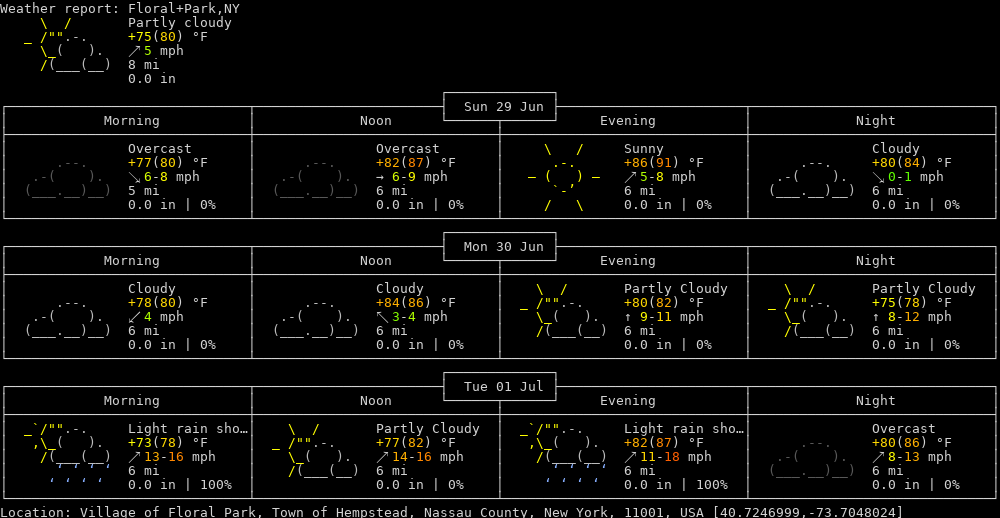 Weather report: Floral+Park,NY
Partly cloudy
+75(80) °F
↗ 5 mph
8 mi
0.0 in
Sun 29 Jun
Morning Noon Evening Night
Overcast Overcast Sunny Cloudy
+77(80) °F +82(87) °F +86(91) °F +80(84) °F
↘ 6-8 mph → 6-9 mph ↗ 5-8 mph ↘ 0-1 mph
5 mi 6 mi 6 mi 6 mi
0.0 in | 0% 0.0 in | 0% 0.0 in | 0% 0.0 in | 0%
Mon 30 Jun
Morning Noon Evening Night
Cloudy Cloudy Partly Cloudy Partly Cloudy
+78(80) °F +84(86) °F +80(82) °F +75(78) °F
↙ 4 mph ↖ 3-4 mph ↑ 9-11 mph ↑ 8-12 mph
6 mi 6 mi 6 mi 6 mi
0.0 in | 0% 0.0 in | 0% 0.0 in | 0% 0.0 in | 0%
Tue 01 Jul
Morning Noon Evening Night
Light rain sho… Partly Cloudy Light rain sho… Overcast
+73(78) °F +77(82) °F +82(87) °F +80(86) °F
↗ 13-16 mph ↗ 14-16 mph ↗ 11-18 mph ↗ 8-13 mph
6 mi 6 mi 6 mi 6 mi
0.0 in | 100% 0.0 in | 0% 0.0 in | 100% 0.0 in | 0%
Location: Village of Floral Park, Town of Hempstead, Nassau County, New York, 11001, USA [40.7246999,-73.7048024]